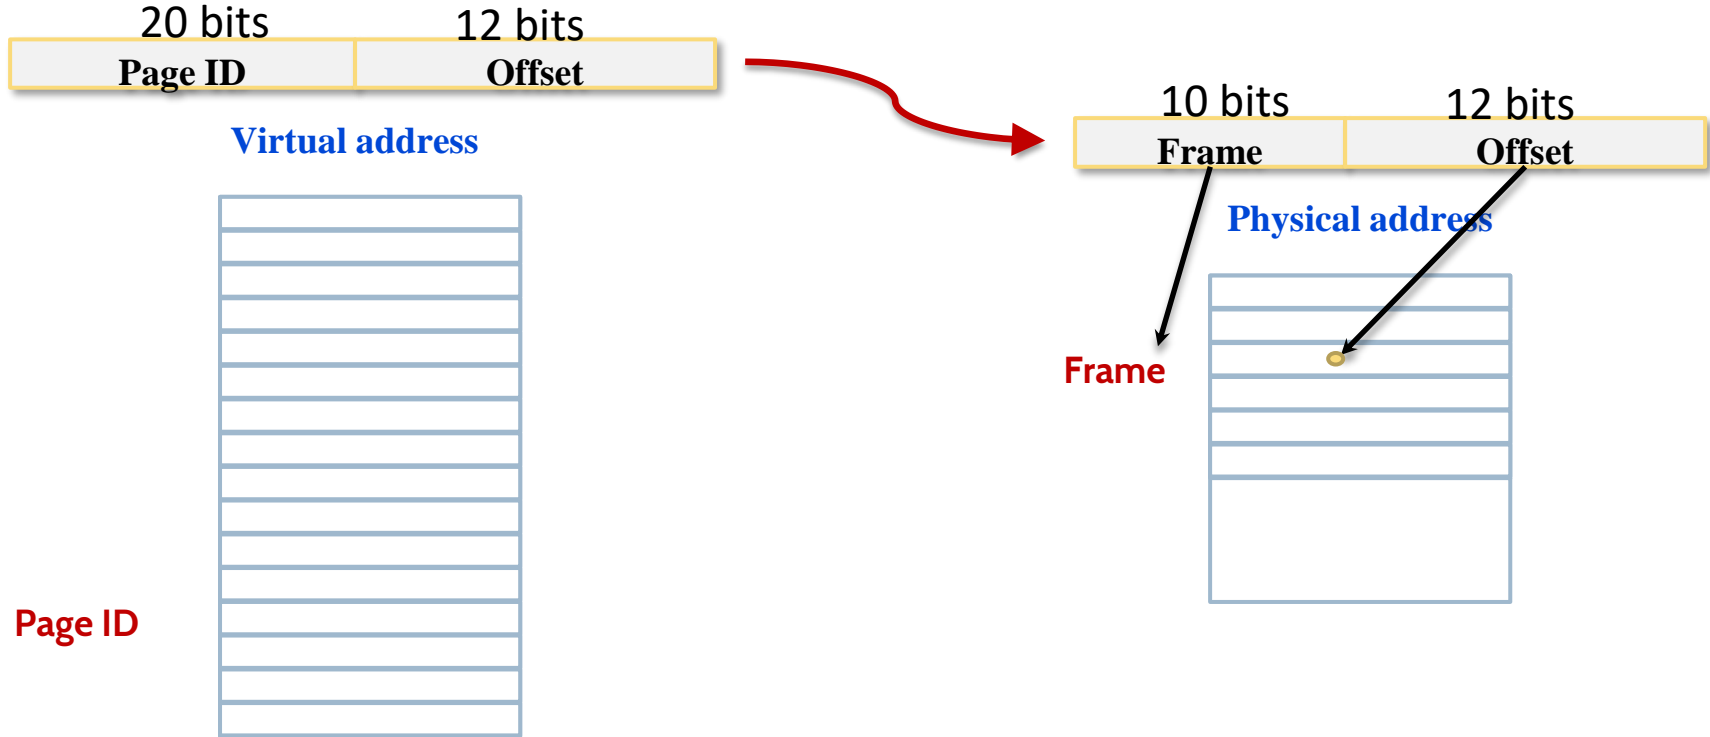 20 bits 12 bits
Page ID Offset
Virtual address
10 bits 12 bits
Frame Offset
Physical address
Frame
Page ID